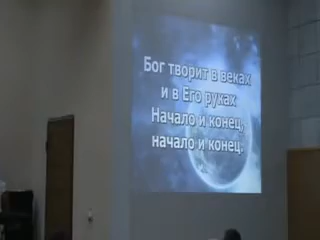 Бог творит в веках
и в Его руках
Начало и конец,
начало и конец.